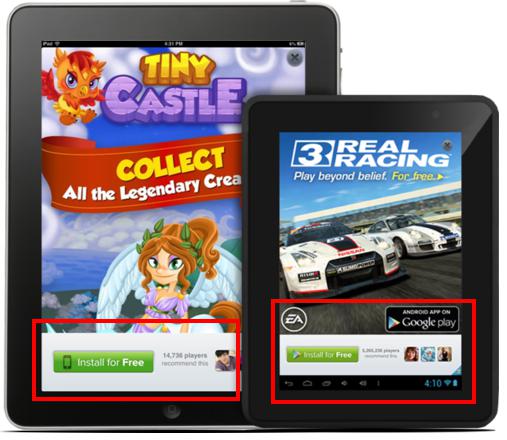 iPad
4:31 PM
6%
TINY
CASTLE
COLLECT
All the Legendary Crea
Install for Free
14,736 players
recommend this
3 REAL
RACING
Play beyond belief. For free.
NISSAN
EA
ANDROID APP ON
Google play
Install for Free
5,265,236 players
recommend this
4:10